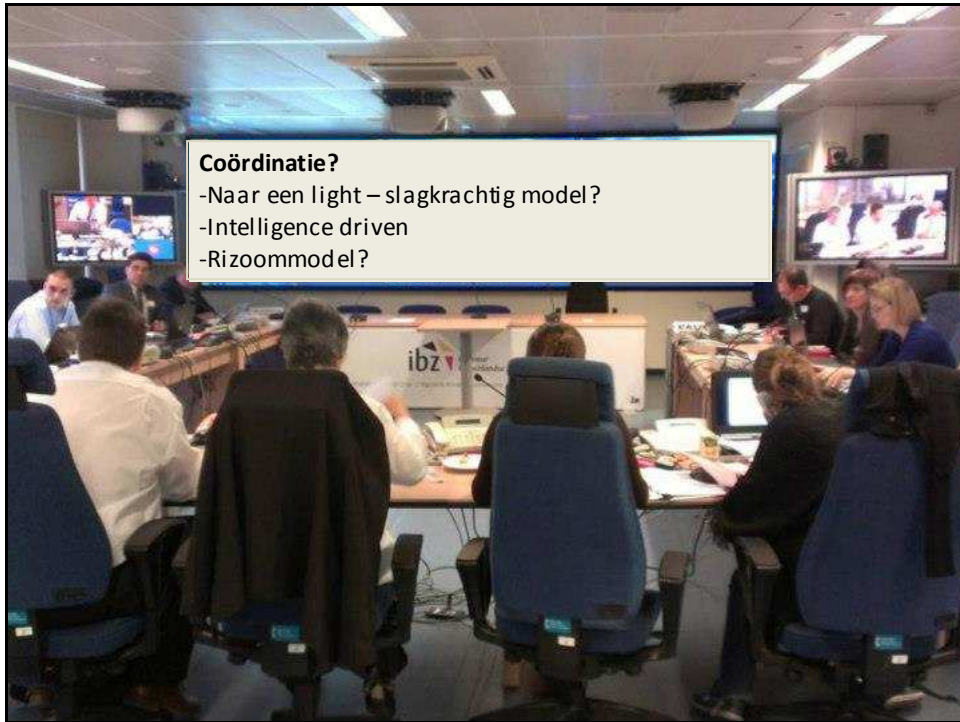 Coördinatie?
-Naar een light – slagkrachtig model?
-Intelligence driven
-Rizoommodel?
ibz